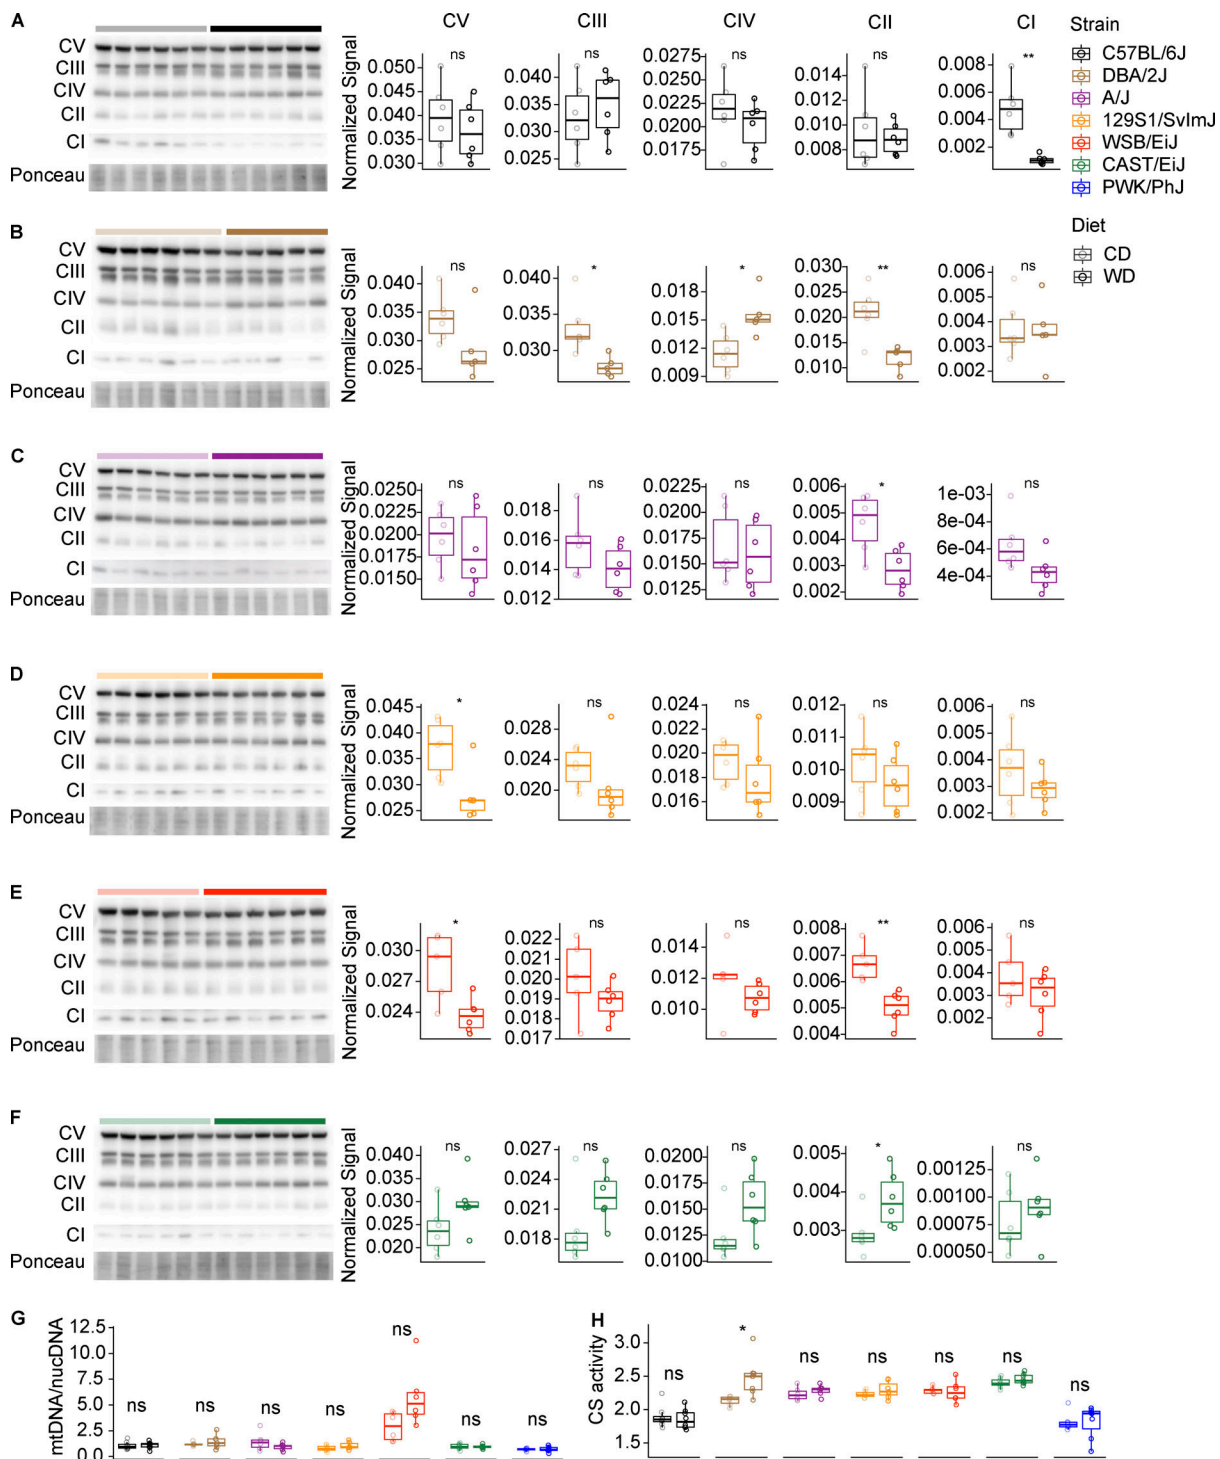 A
CV
CIII
CIV
CII
CI
Ponceau
Normalized Signal
CV
ns
0.050
0.045
0.040
0.035
0.030
CIII
ns
0.040
0.035
0.030
0.025
CIV
ns
0.0275
0.0250
0.0225
0.0200
0.0175
CII
ns
0.014
0.012
0.010
0.008
CI
**
0.008
0.006
0.004
0.002
Strain
C57BL/6J
DBA/2J
A/J
129S1/SvImJ
WSB/EiJ
CAST/EiJ
PWK/PhJ
Diet
CD
WD
B
CV
CIII
CIV
CII
CI
Ponceau
Normalized Signal
ns
0.040
0.035
0.030
0.025
*
0.040
0.030
*
0.018
0.015
0.012
0.009
**
0.030
0.025
0.020
0.015
0.010
ns
0.006
0.005
0.004
0.003
0.002
C
CV
CIII
CIV
CII
CI
Ponceau
Normalized Signal
ns
0.0250
0.0225
0.0200
0.0175
0.0150
ns
0.018
0.016
0.014
0.012
ns
0.0225
0.0200
0.0175
0.0150
0.0125
*
0.006
0.005
0.004
0.003
0.002
ns
1e-03
8e-04
6e-04
4e-04
D
CV
CIII
CIV
CII
CI
Ponceau
Normalized Signal
*
0.045
0.040
0.035
0.030
0.025
ns
0.028
0.024
0.020
ns
0.024
0.022
0.020
0.018
0.016
ns
0.012
0.011
0.010
0.009
ns
0.006
0.005
0.004
0.003
0.002
E
CV
CIII
CIV
CII
CI
Ponceau
Normalized Signal
*
0.030
0.027
0.024
ns
0.022
0.021
0.020
0.019
0.018
0.017
ns
0.014
0.012
0.010
**
0.008
0.007
0.006
0.005
0.004
ns
0.006
0.005
0.004
0.003
0.002
F
CV
CIII
CIV
CII
CI
Ponceau
Normalized Signal
ns
0.040
0.035
0.030
0.025
0.020
ns
0.027
0.024
0.021
0.018
ns
0.0200
0.0175
0.0150
0.0125
0.0100
*
0.005
0.004
0.003
ns
0.00125
0.00100
0.00075
0.00050
G
mtDNA/nucDNA
12.5
10.0
7.5
5.0
2.5
0.0
ns
ns
ns
ns
ns
ns
ns
H
CS activity
3.0
2.5
2.0
1.5
ns
*
ns
ns
ns
ns
ns